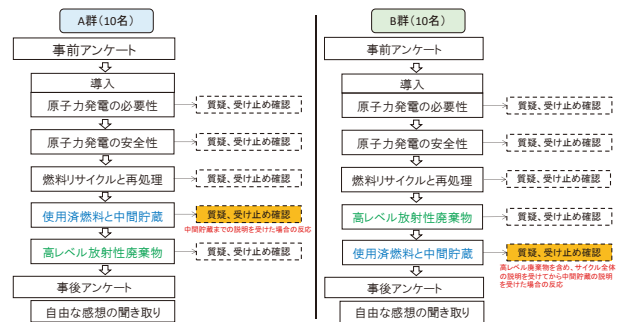 A群(10名)
事前アンケート
導入
原子力発電の必要性
質疑、受け止め確認
原子力発電の安全性
質疑、受け止め確認
燃料リサイクルと再処理
質疑、受け止め確認
使用済燃料と中間貯蔵
質疑、受け止め確認
中間貯蔵までの説明を受けた場合の反応
高レベル放射性廃棄物
質疑、受け止め確認
事後アンケート
自由な感想の聞き取り
B群(10名)
事前アンケート
導入
原子力発電の必要性
質疑、受け止め確認
原子力発電の安全性
質疑、受け止め確認
燃料リサイクルと再処理
質疑、受け止め確認
高レベル放射性廃棄物
質疑、受け止め確認
使用済燃料と中間貯蔵
質疑、受け止め確認
高レベル廃棄物を含め、サイクル全体
の説明を受けてから中間貯蔵の説明
を受けた場合の反応
事後アンケート
自由な感想の聞き取り